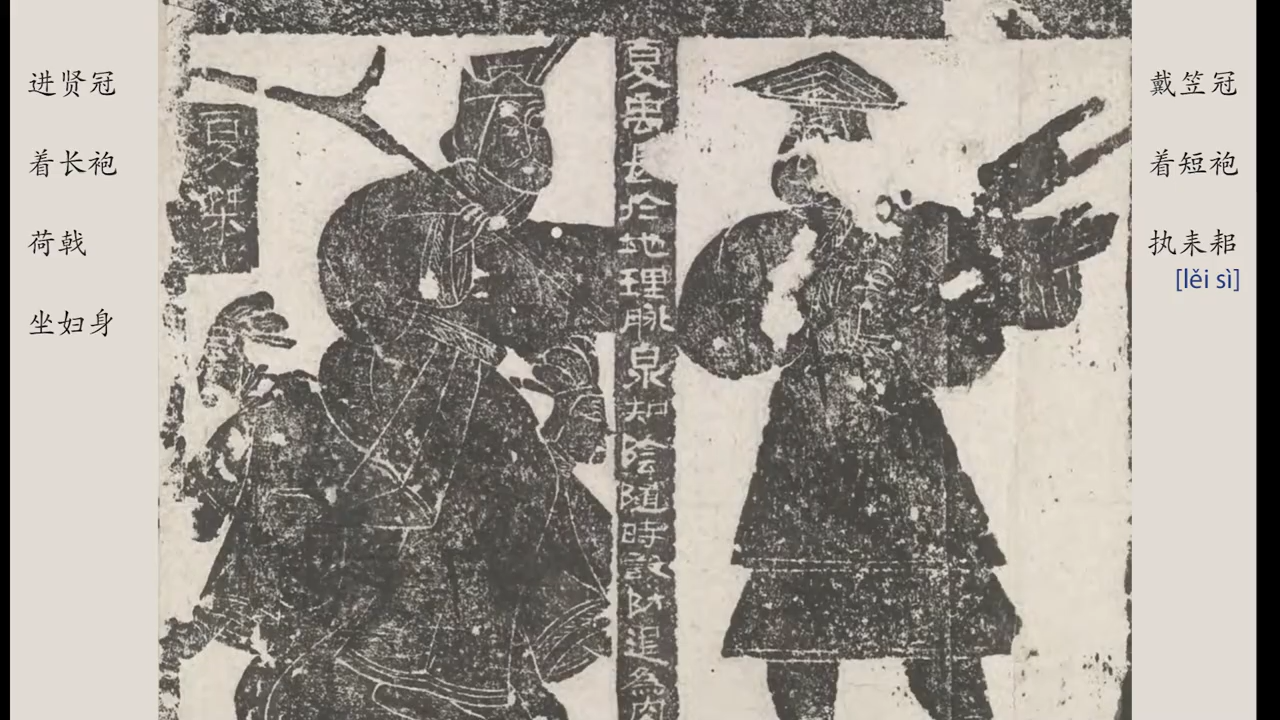 进贤冠
着长袍
荷戟
坐妇身
夏桀
夏禹長於地理脉泉知陰隨時設防退為肉
戴笠冠
着短袍
执耒耜
[lěi sì]